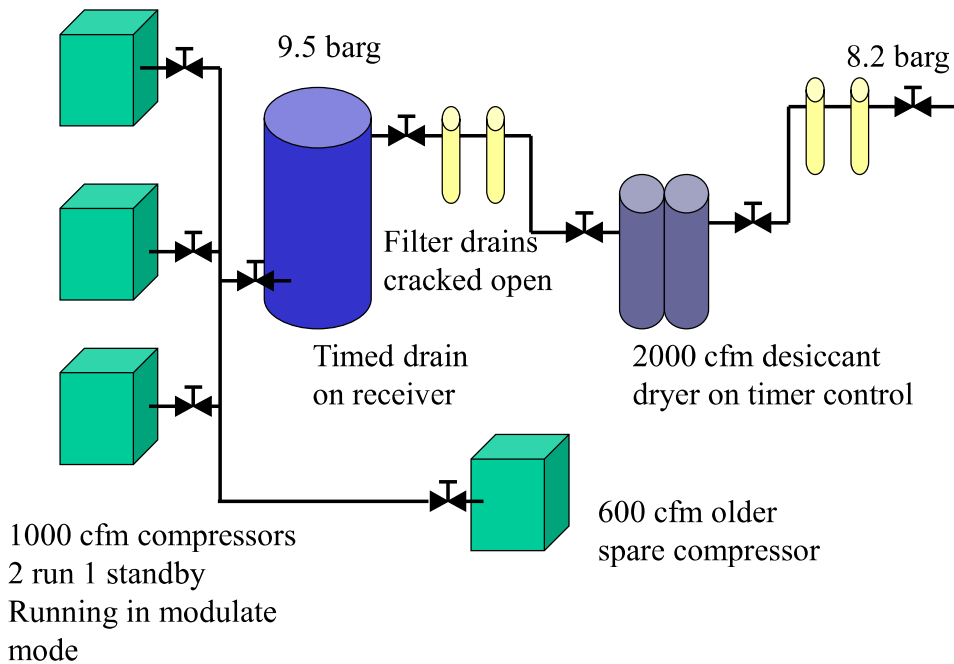 9.5 barg
8.2 barg
Filter drains
cracked open
Timed drain
on receiver
2000 cfm desiccant
dryer on timer control
1000 cfm compressors
2 run 1 standby
Running in modulate
mode
600 cfm older
spare compressor